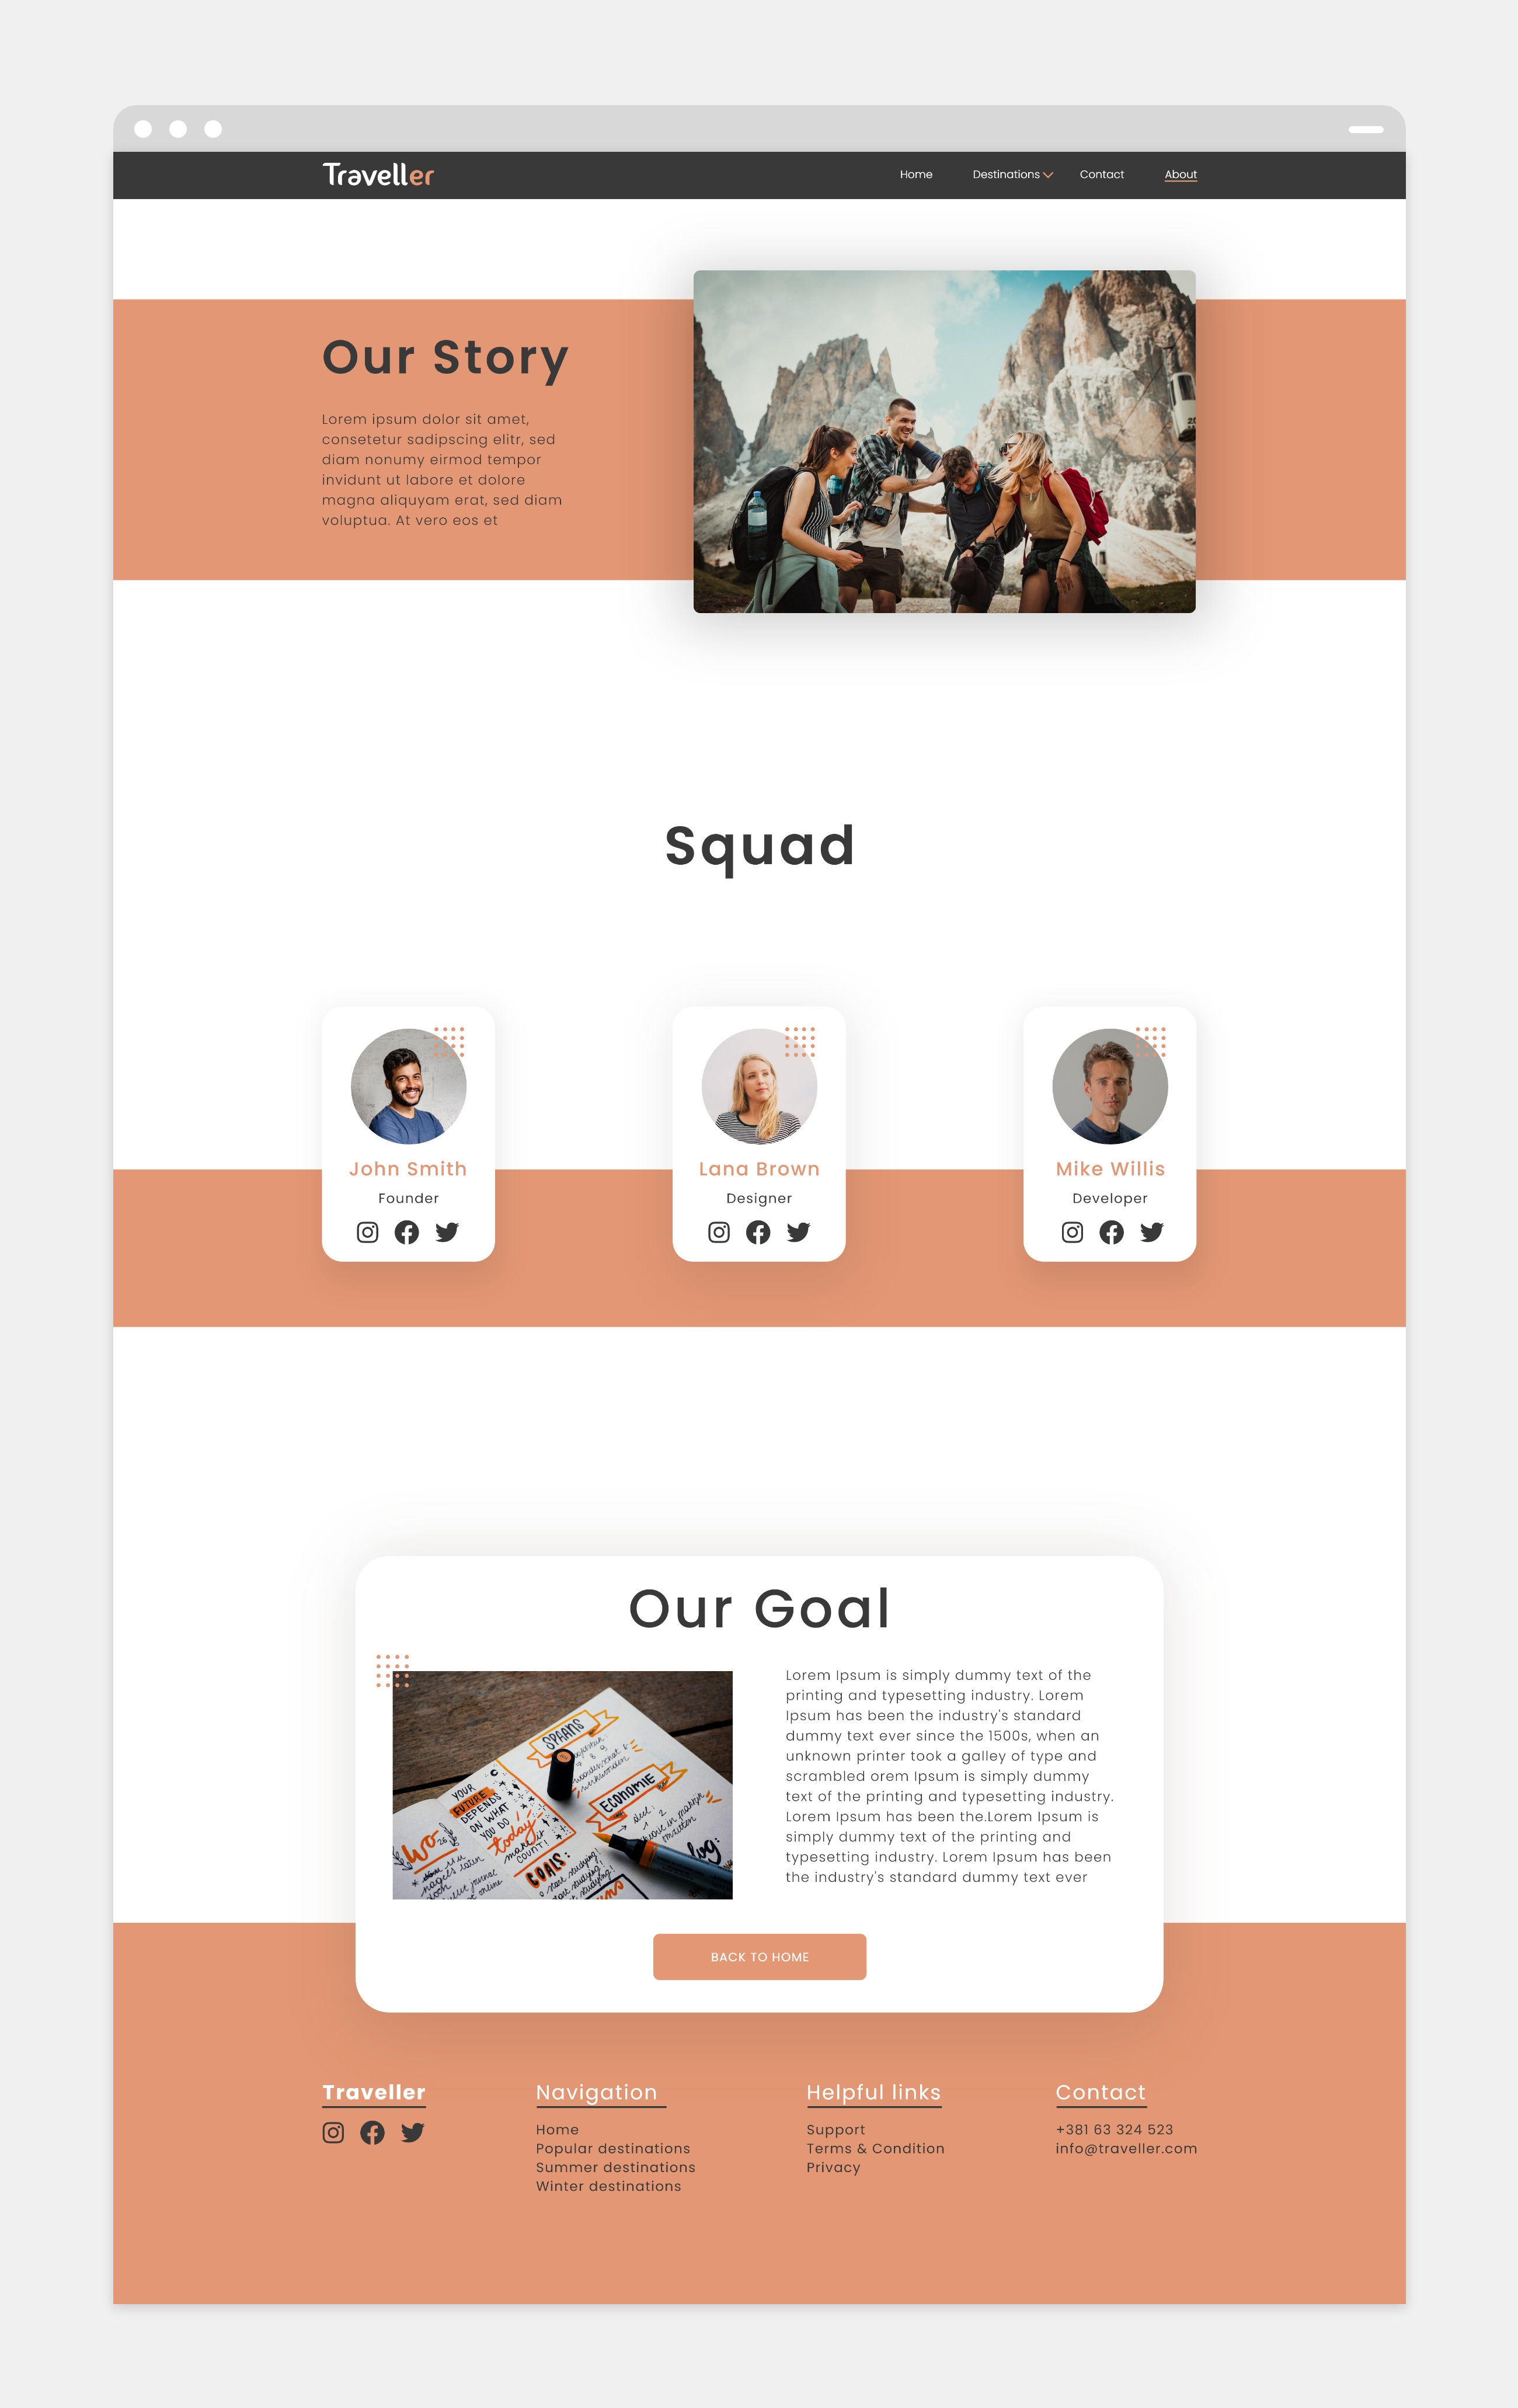 Traveller
Home
Destinations
Contact
About
Our Story
Lorem ipsum dolor sit amet,
consetetur sadipscing elitr, sed
diam nonumy eirmod tempor
invidunt ut labore et dolore
magna aliquyam erat, sed diam
voluptua. At vero eos et
Squad
John Smith
Founder
Lana Brown
Designer
Mike Willis
Developer
Our Goal
SPAANS
ECONOMIE
YOUR
FUTURE
DEPENDS
ON WHAT
YOU DO
today!
make it
COUNT!
WO
GOALS:
start studying!
log:
Lorem Ipsum is simply dummy text of the
printing and typesetting industry. Lorem
Ipsum has been the industry's standard
dummy text ever since the 1500s, when an
unknown printer took a galley of type and
scrambled orem Ipsum is simply dummy
text of the printing and typesetting industry.
Lorem Ipsum has been the.Lorem Ipsum is
simply dummy text of the printing and
typesetting industry. Lorem Ipsum has been
the industry's standard dummy text ever
BACK TO HOME
Traveller
Navigation
Home
Popular destinations
Summer destinations
Winter destinations
Helpful links
Support
Terms & Condition
Privacy
Contact
+381 63 324 523
info@traveller.com